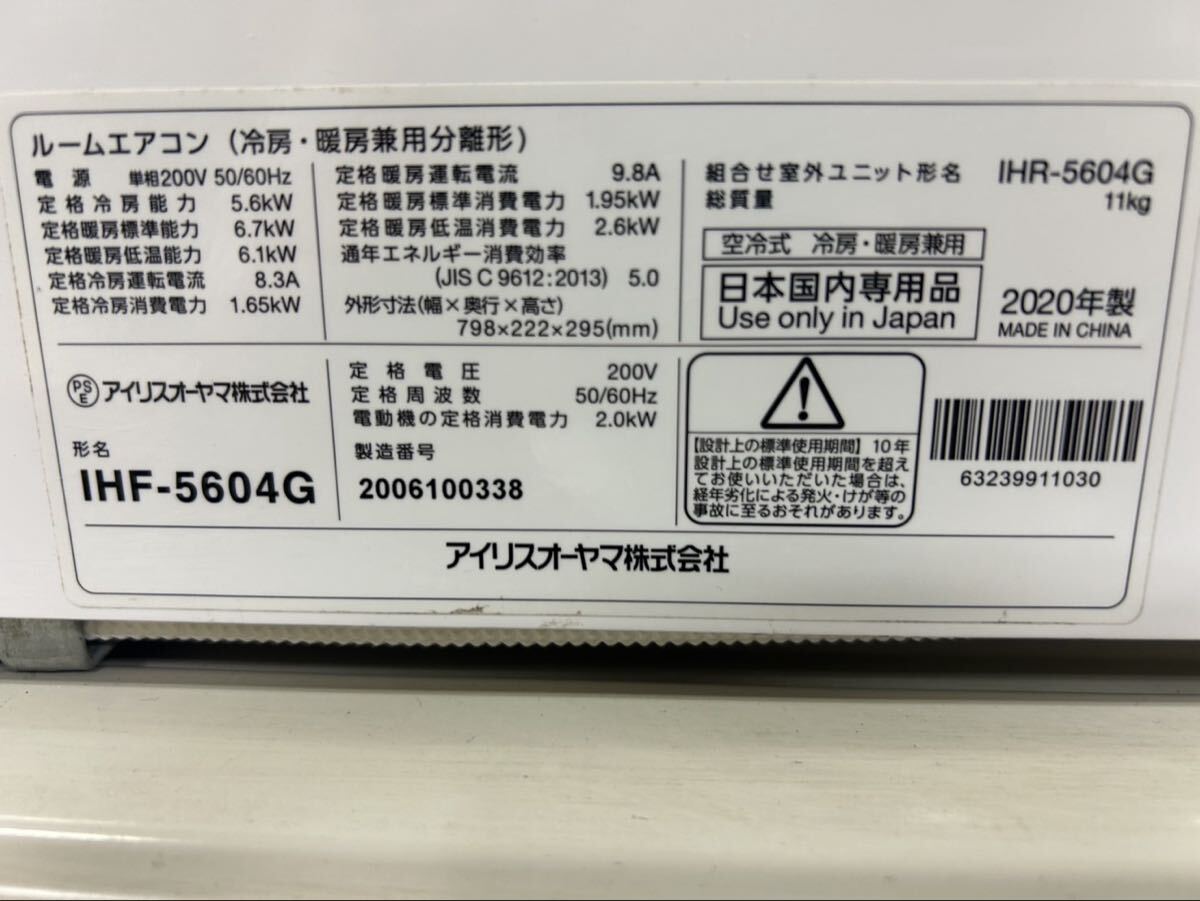 ルームエアコン（冷房・暖房兼用分離形）
電源 単相200V 50/60Hz
定格冷房能力 5.6kW
定格暖房標準能力 6.7kW
定格暖房低温能力 6.1kW
定格冷房運転電流 8.3A
定格冷房消費電力 1.65kW
定格暖房運転電流 9.8A
定格暖房標準消費電力 1.95kW
定格暖房低温消費電力 2.6kW
通年エネルギー消費効率
(JIS C 9612:2013) 5.0
外形寸法(幅×奥行×高さ)
798×222×295(mm)
組合せ室外ユニット形名 IHR-5604G
総質量 11kg
空冷式 冷房・暖房兼用
日本国内専用品
Use only in Japan
2020年製
MADE IN CHINA
PSE アイリスオーヤマ株式会社
形名
IHF-5604G
定格電圧 200V
定格周波数 50/60Hz
電動機の定格消費電力 2.0kW
製造番号
2006100338
【設計上の標準使用期間】10年
設計上の標準使用期間を超え
てお使いいただいた場合は、
経年劣化による発火・けが等の
事故に至るおそれがあります。
63239911030
アイリスオーヤマ株式会社